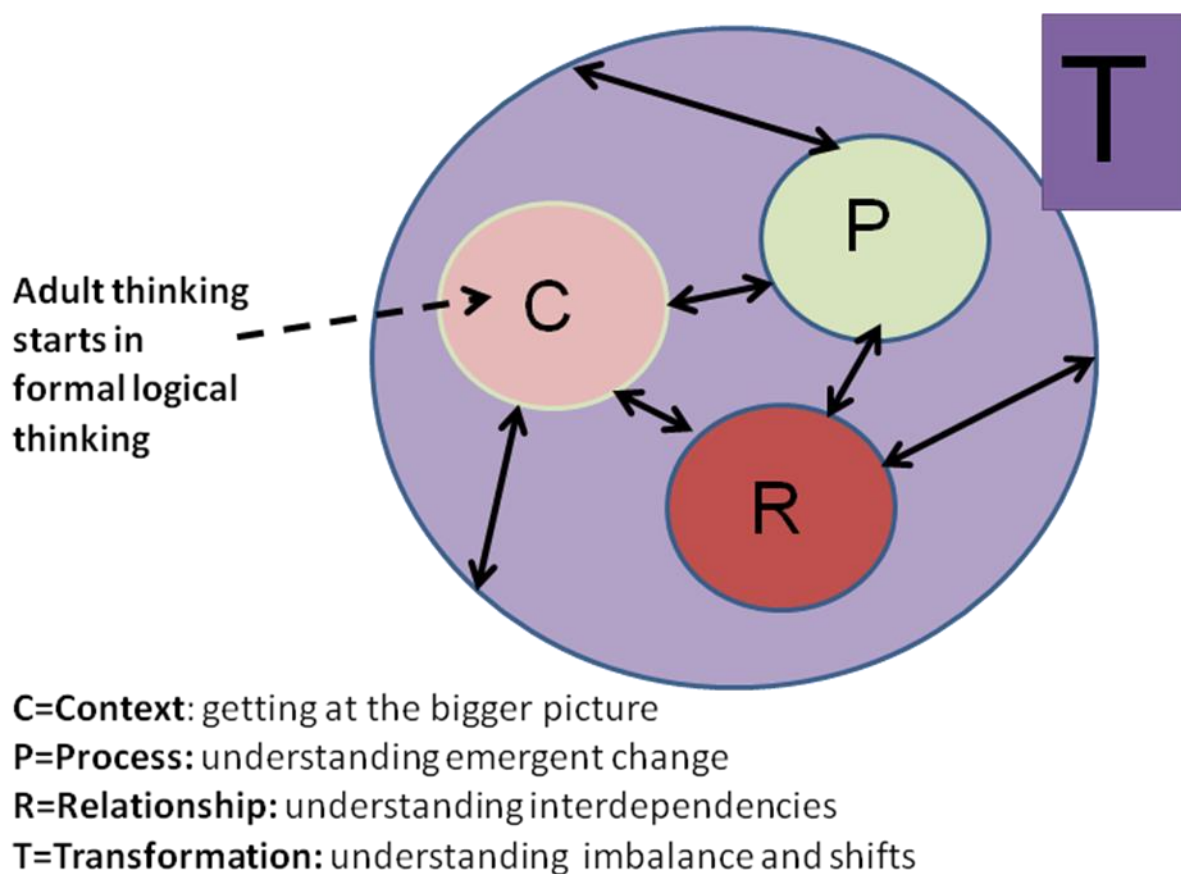 T
P
C
R
Adult thinking
starts in
formal logical
thinking
C=Context: getting at the bigger picture
P=Process: understanding emergent change
R=Relationship: understanding interdependencies
T=Transformation: understanding imbalance and shifts